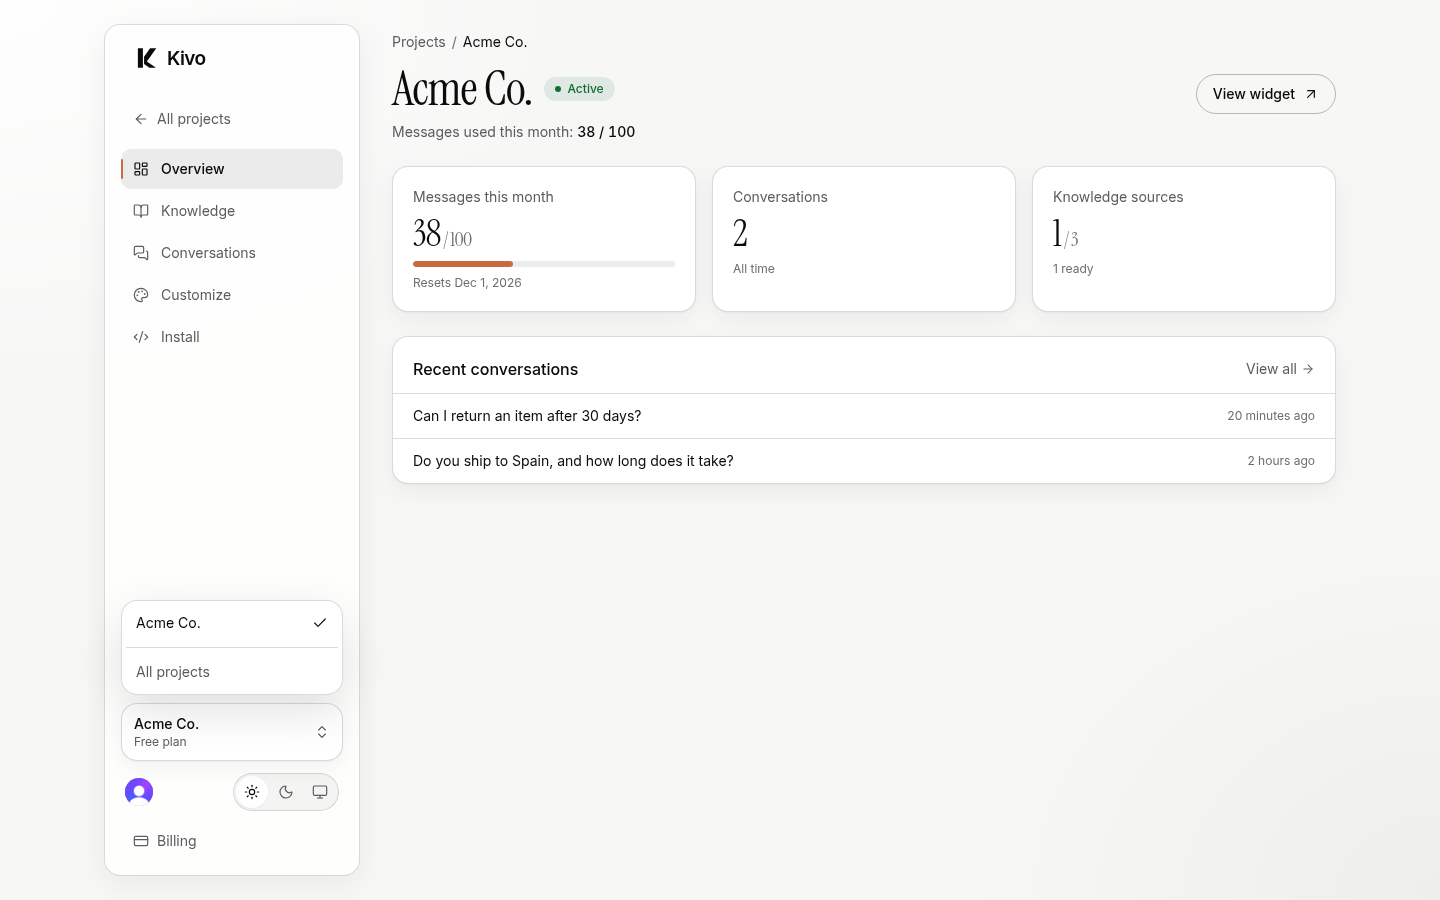 Kivo
All projects
Overview
Knowledge
Conversations
Customize
Install
Acme Co.
All projects
Acme Co.
Free plan
Billing
Projects / Acme Co.
Acme Co.
Active
Messages used this month: 38 / 100
View widget
Messages this month
38/100
Resets Dec 1, 2026
Conversations
2
All time
Knowledge sources
1/3
1 ready
Recent conversations
View all
Can I return an item after 30 days?
20 minutes ago
Do you ship to Spain, and how long does it take?
2 hours ago